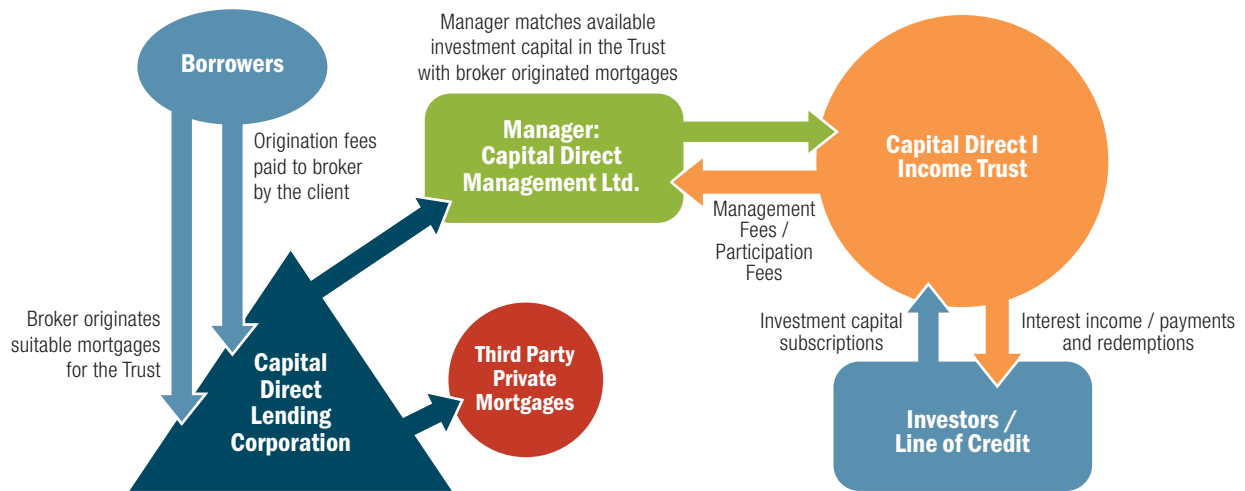 Borrowers
Manager matches available
investment capital in the Trust
with broker originated mortgages
Origination fees
paid to broker
by the client
Manager:
Capital Direct
Management Ltd.
Capital Direct I
Income Trust
Management
Fees /
Participation
Fees
Broker originates
suitable mortgages
for the Trust
Capital
Direct
Lending
Corporation
Third Party
Private
Mortgages
Investment capital
subscriptions
Interest income / payments
and redemptions
Investors /
Line of Credit